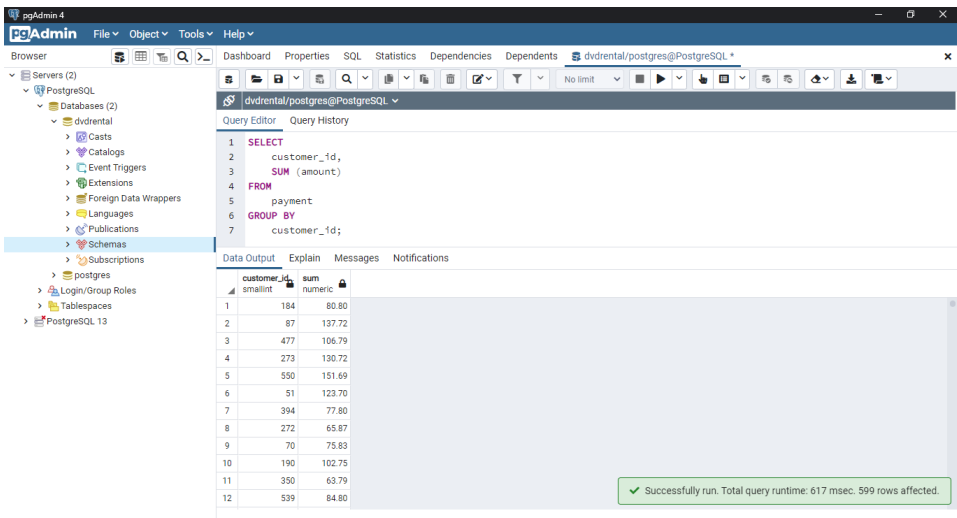 pgAdmin 4
pgAdmin File Object Tools Help
Browser Dashboard Properties SQL Statistics Dependencies Dependents dvdrental/postgres@PostgreSQL *
No limit
dvdrental/postgres@PostgreSQL
Servers (2)
PostgreSQL
Databases (2)
dvdrental
Casts
Catalogs
Event Triggers
Extensions
Foreign Data Wrappers
Languages
Publications
Schemas
Subscriptions
postgres
Login/Group Roles
Tablespaces
PostgreSQL 13
Query Editor Query History
1 SELECT
2 customer_id,
3 SUM (amount)
4 FROM
5 payment
6 GROUP BY
7 customer_id;
Data Output Explain Messages Notifications
customer_id sum
smallint numeric
1 184 80.80
2 87 137.72
3 477 106.79
4 273 130.72
5 550 151.69
6 51 123.70
7 394 77.80
8 272 65.87
9 70 75.83
10 190 102.75
11 350 63.79
12 539 84.80
Successfully run. Total query runtime: 617 msec. 599 rows affected.